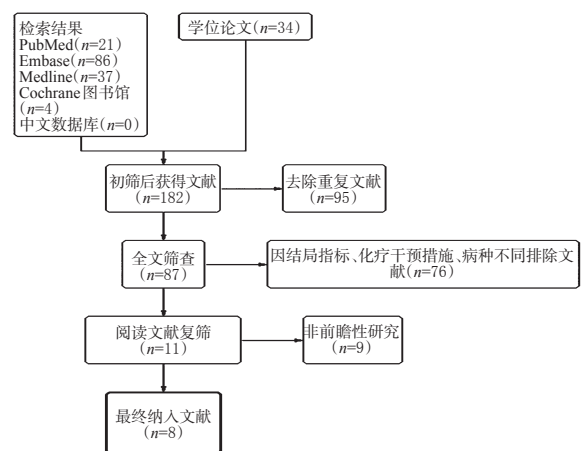 检索结果
PubMed(n=21)
Embase(n=86)
Medline(n=37)
Cochrane图书馆
(n=4)
中文数据库(n=0)
学位论文(n=34)
初筛后获得文献
(n=182)
去除重复文献
(n=95)
全文筛查
(n=87)
因结局指标、化疗干预措施、病种不同排除文
献(n=76)
阅读文献复筛
(n=11)
非前瞻性研究
(n=9)
最终纳入文献
(n=8)